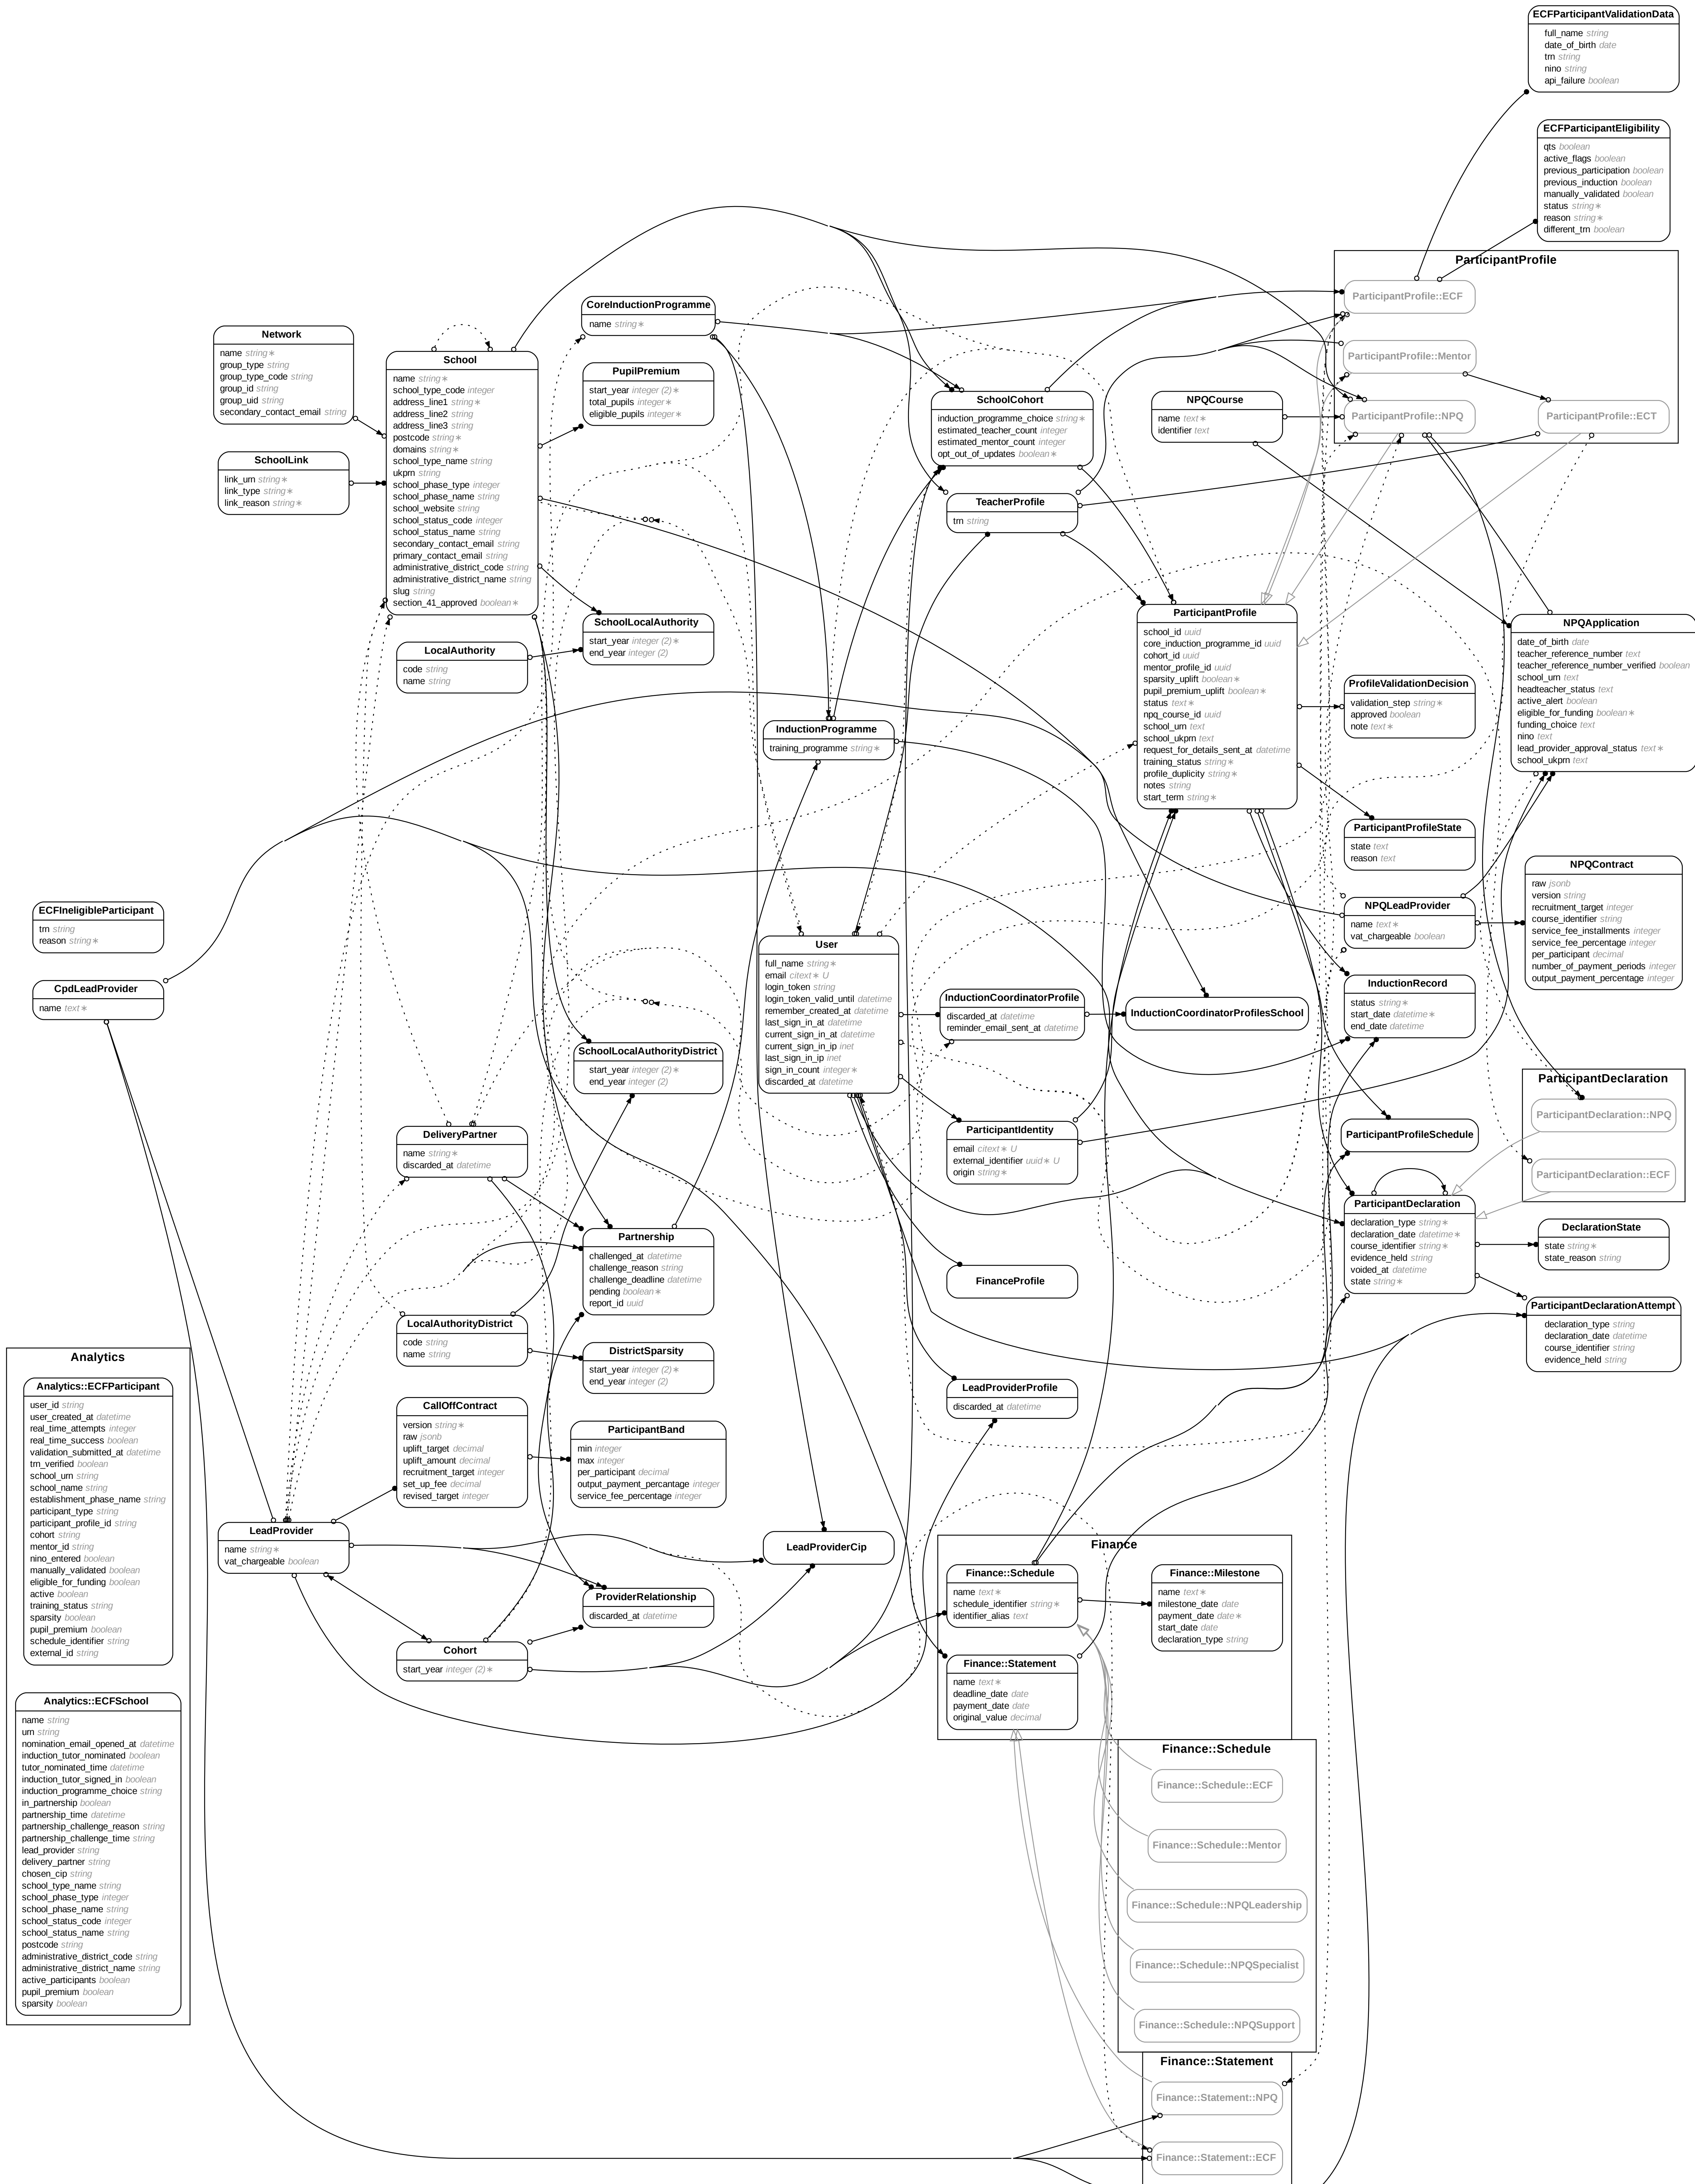 ECFParticipantValidationData
full_name string
date_of_birth date
trn string
nino string
api_failure boolean
ECFParticipantEligibility
qts boolean
active_flags boolean
previous_participation boolean
previous_induction boolean
manually_validated boolean
status string∗
reason string∗
different_trn boolean
ParticipantProfile
ParticipantProfile::ECF
ParticipantProfile::Mentor
ParticipantProfile::NPQ
ParticipantProfile::ECT
CoreInductionProgramme
name string∗
Network
name string∗
group_type string
group_type_code string
group_id string
group_uid string
secondary_contact_email string
School
name string∗
school_type_code integer
address_line1 string∗
address_line2 string
address_line3 string
postcode string∗
domains string∗
school_type_name string
ukprn string
school_phase_type integer
school_phase_name string
school_website string
school_status_code integer
school_status_name string
secondary_contact_email string
primary_contact_email string
administrative_district_code string
administrative_district_name string
slug string
section_41_approved boolean∗
PupilPremium
start_year integer (2)∗
total_pupils integer∗
eligible_pupils integer∗
SchoolCohort
induction_programme_choice string∗
estimated_teacher_count integer
estimated_mentor_count integer
opt_out_of_updates boolean∗
NPQCourse
name text∗
identifier text
SchoolLink
link_urn string∗
link_type string∗
link_reason string∗
TeacherProfile
trn string
SchoolLocalAuthority
start_year integer (2)∗
end_year integer (2)
LocalAuthority
code string
name string
ParticipantProfile
school_id uuid
core_induction_programme_id uuid
cohort_id uuid
mentor_profile_id uuid
sparsity_uplift boolean∗
pupil_premium_uplift boolean∗
status text∗
npq_course_id uuid
school_urn text
school_ukprn text
request_for_details_sent_at datetime
training_status string∗
profile_duplicity string∗
notes string
start_term string∗
NPQApplication
date_of_birth date
teacher_reference_number text
teacher_reference_number_verified boolean
school_urn text
headteacher_status text
active_alert boolean
eligible_for_funding boolean∗
funding_choice text
nino text
lead_provider_approval_status text∗
school_ukprn text
ProfileValidationDecision
validation_step string∗
approved boolean
note text∗
InductionProgramme
training_programme string∗
ParticipantProfileState
state text
reason text
NPQContract
raw jsonb
version string
recruitment_target integer
course_identifier string
service_fee_installments integer
service_fee_percentage integer
per_participant decimal
number_of_payment_periods integer
output_payment_percentage integer
NPQLeadProvider
name text∗
vat_chargeable boolean
ECFIneligibleParticipant
trn string
reason string∗
CpdLeadProvider
name text∗
User
full_name string∗
email citext∗ U
login_token string
login_token_valid_until datetime
remember_created_at datetime
last_sign_in_at datetime
current_sign_in_at datetime
current_sign_in_ip inet
last_sign_in_ip inet
sign_in_count integer∗
discarded_at datetime
InductionCoordinatorProfile
discarded_at datetime
reminder_email_sent_at datetime
InductionCoordinatorProfilesSchool
InductionRecord
status string∗
start_date datetime∗
end_date datetime
SchoolLocalAuthorityDistrict
start_year integer (2)∗
end_year integer (2)
DeliveryPartner
name string∗
discarded_at datetime
ParticipantIdentity
email citext∗ U
external_identifier uuid∗ U
origin string∗
ParticipantProfileSchedule
ParticipantDeclaration
ParticipantDeclaration::NPQ
ParticipantDeclaration::ECF
ParticipantDeclaration
declaration_type string∗
declaration_date datetime∗
course_identifier string∗
evidence_held string
voided_at datetime
state string∗
DeclarationState
state string∗
state_reason string
ParticipantDeclarationAttempt
declaration_type string
declaration_date datetime
course_identifier string
evidence_held string
Partnership
challenged_at datetime
challenge_reason string
challenge_deadline datetime
pending boolean∗
report_id uuid
FinanceProfile
LocalAuthorityDistrict
code string
name string
DistrictSparsity
start_year integer (2)∗
end_year integer (2)
LeadProviderProfile
discarded_at datetime
CallOffContract
version string∗
raw jsonb
uplift_target decimal
uplift_amount decimal
recruitment_target integer
set_up_fee decimal
revised_target integer
ParticipantBand
min integer
max integer
per_participant decimal
output_payment_percantage integer
service_fee_percentage integer
Analytics
Analytics::ECFParticipant
user_id string
user_created_at datetime
real_time_attempts integer
real_time_success boolean
validation_submitted_at datetime
trn_verified boolean
school_urn string
school_name string
establishment_phase_name string
participant_type string
participant_profile_id string
cohort string
mentor_id string
nino_entered boolean
manually_validated boolean
eligible_for_funding boolean
active boolean
training_status string
sparsity boolean
pupil_premium boolean
schedule_identifier string
external_id string
Analytics::ECFSchool
name string
urn string
nomination_email_opened_at datetime
induction_tutor_nominated boolean
tutor_nominated_time datetime
induction_tutor_signed_in boolean
induction_programme_choice string
in_partnership boolean
partnership_time datetime
partnership_challenge_reason string
partnership_challenge_time string
lead_provider string
delivery_partner string
chosen_cip string
school_type_name string
school_phase_type integer
school_phase_name string
school_status_code integer
school_status_name string
postcode string
administrative_district_code string
administrative_district_name string
active_participants boolean
pupil_premium boolean
sparsity boolean
LeadProvider
name string∗
vat_chargeable boolean
LeadProviderCip
ProviderRelationship
discarded_at datetime
Cohort
start_year integer (2)∗
Finance
Finance::Schedule
name text∗
schedule_identifier string∗
identifier_alias text
Finance::Milestone
name text∗
milestone_date date
payment_date date∗
start_date date
declaration_type string
Finance::Statement
name text∗
deadline_date date
payment_date date
original_value decimal
Finance::Schedule
Finance::Schedule::ECF
Finance::Schedule::Mentor
Finance::Schedule::NPQLeadership
Finance::Schedule::NPQSpecialist
Finance::Schedule::NPQSupport
Finance::Statement
Finance::Statement::NPQ
Finance::Statement::ECF